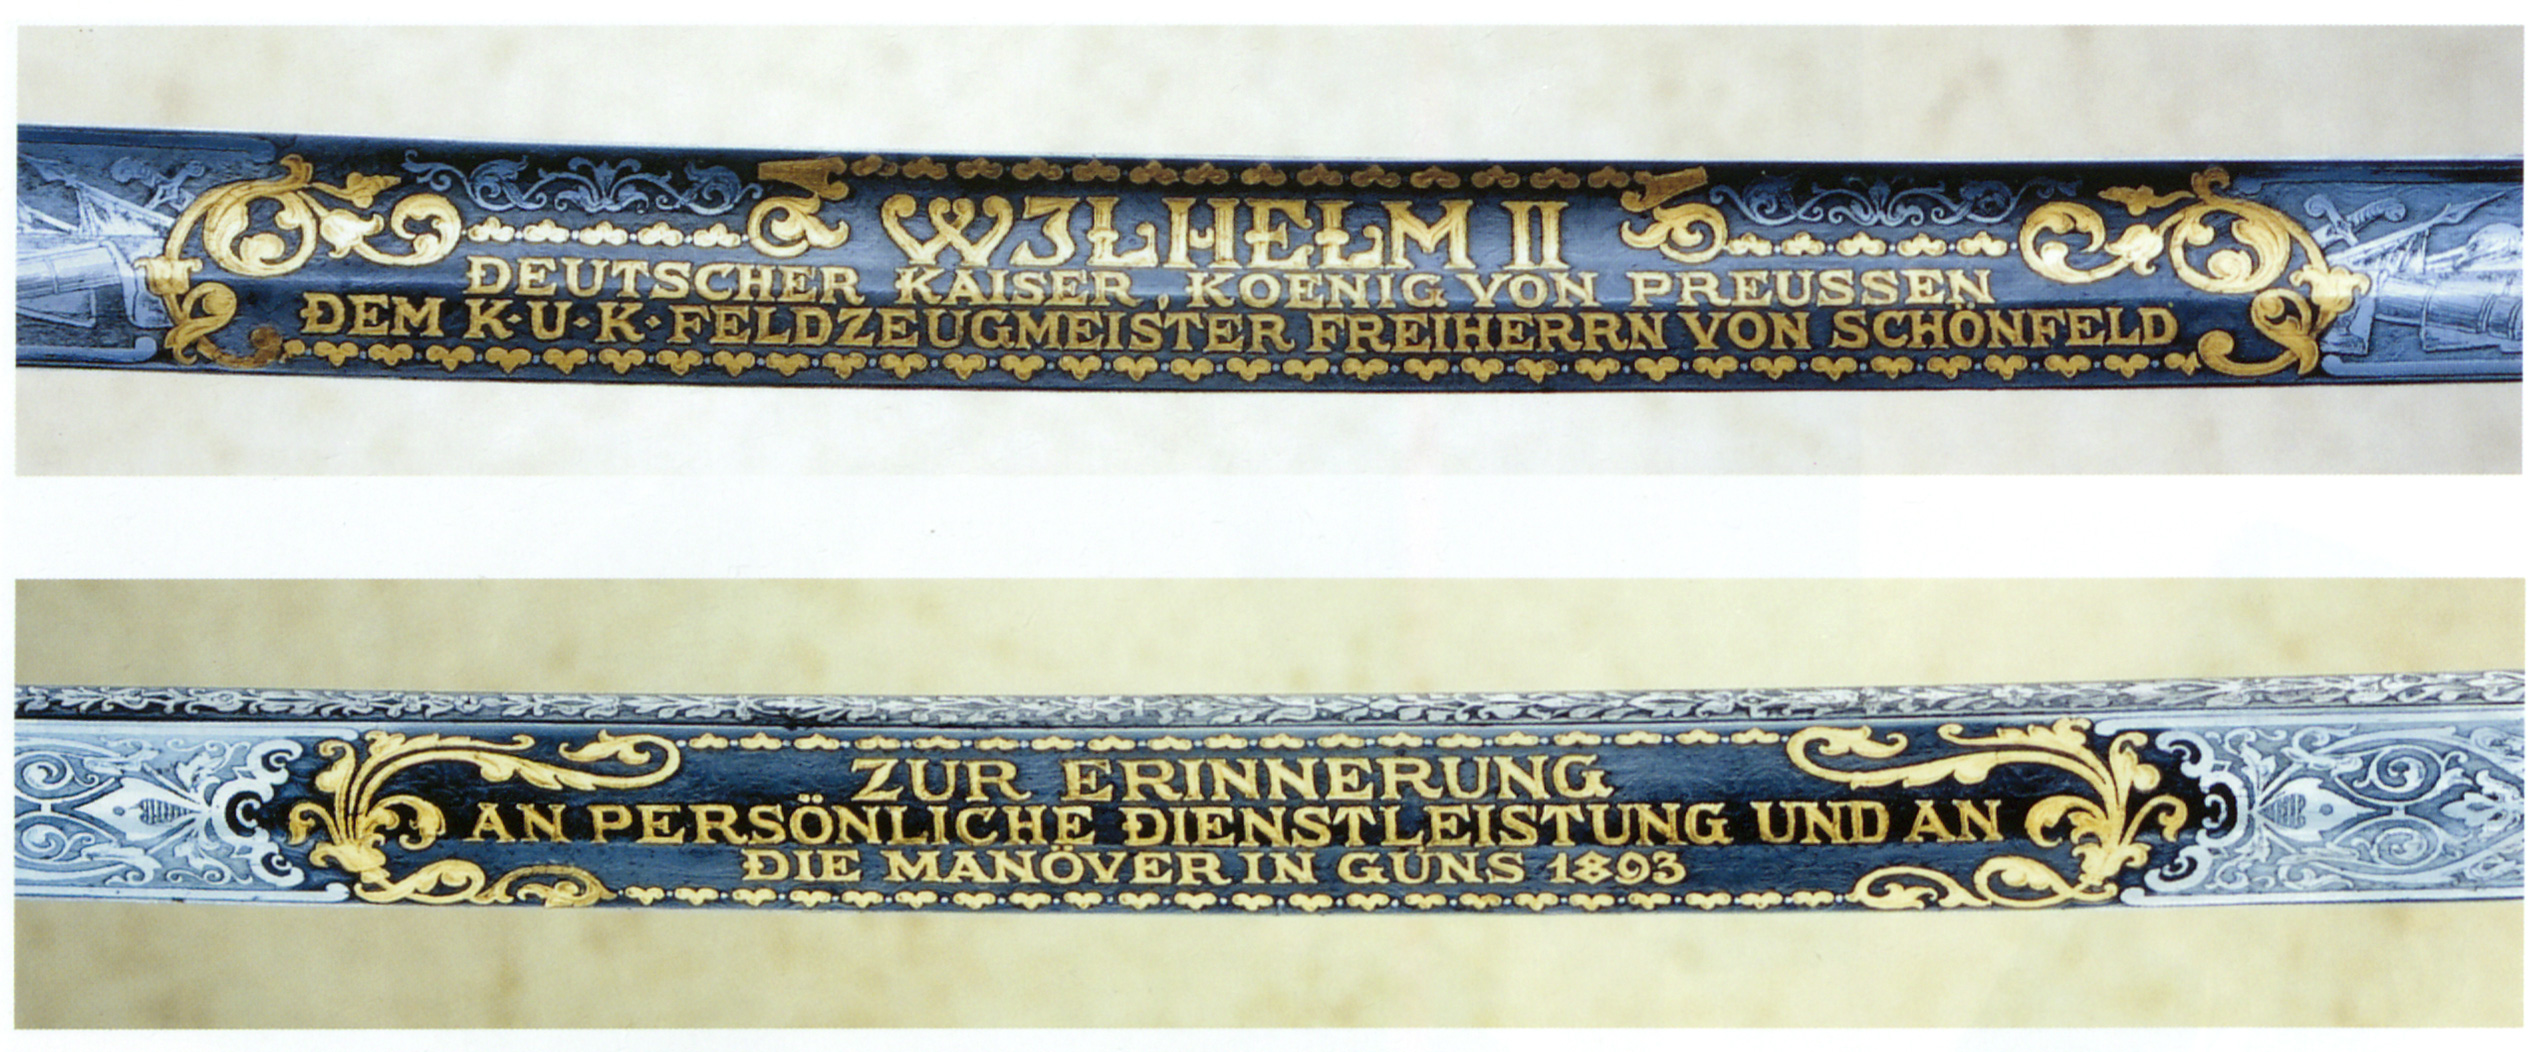 WILHELM II
DEUTSCHER KAISER, KOENIG VON PREUSSEN
DEM K·U·K·FELDZEUGMEISTER FREIHERRN VON SCHÖNFELD
ZUR ERINNERUNG
AN PERSÖNLICHE DIENSTLEISTUNG UND AN
DIE MANÖVER IN GÜNS 1893